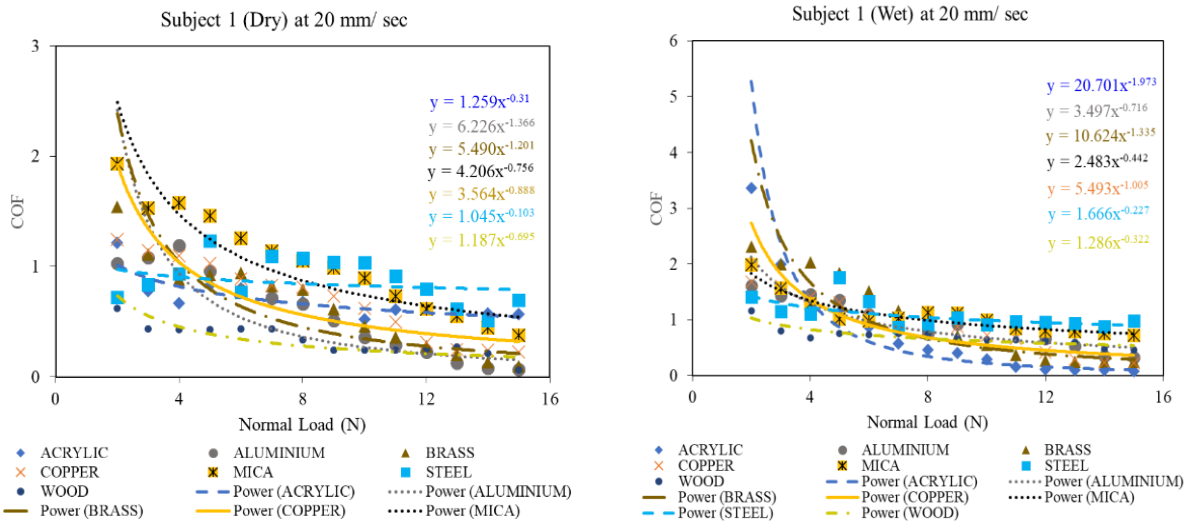 Subject 1 (Dry) at 20 mm/ sec
3
2
1
0
COF
y = 1.259x^-0.31
y = 6.226x^-1.366
y = 5.490x^-1.201
y = 4.206x^-0.756
y = 3.564x^-0.888
y = 1.045x^-0.103
y = 1.187x^-0.695
0 4 8 12 16
Normal Load (N)
ACRYLIC ALUMINIUM BRASS
COPPER MICA STEEL
WOOD Power (ACRYLIC) Power (ALUMINIUM)
Power (BRASS) Power (COPPER) Power (MICA)
Subject 1 (Wet) at 20 mm/ sec
6
5
4
3
2
1
0
COF
y = 20.701x^-1.973
y = 3.497x^-0.716
y = 10.624x^-1.335
y = 2.483x^-0.442
y = 5.493x^-1.005
y = 1.666x^-0.227
y = 1.286x^-0.322
0 4 8 12 16
Normal Load (N)
ACRYLIC ALUMINIUM BRASS
COPPER MICA STEEL
WOOD Power (ACRYLIC) Power (ALUMINIUM)
Power (BRASS) Power (COPPER) Power (MICA)
Power (STEEL) Power (WOOD)